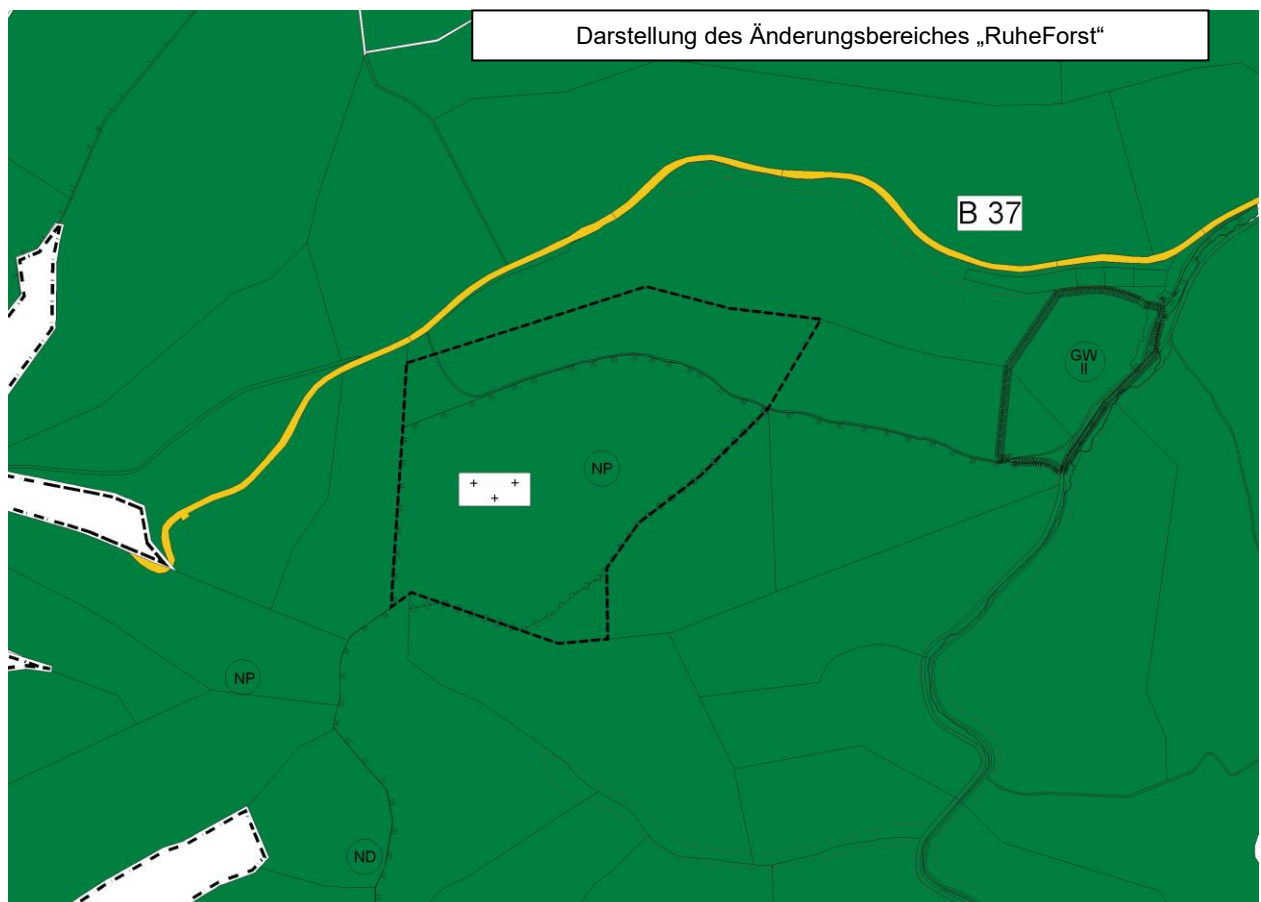 Darstellung des Änderungsbereiches „RuheForst“
B 37
GW
II
NP
NP
ND